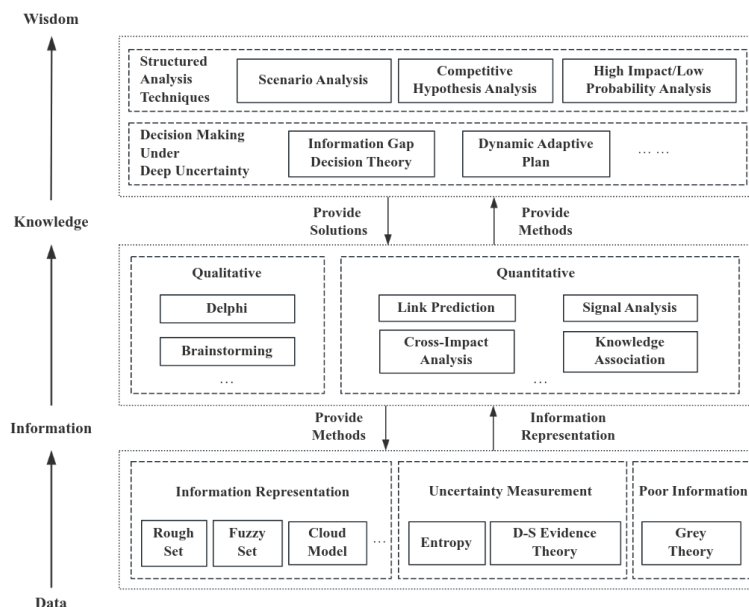 Wisdom
Structured
Analysis
Techniques
Scenario Analysis
Competitive
Hypothesis Analysis
High Impact/Low
Probability Analysis
Decision Making
Under
Deep Uncertainty
Information Gap
Decision Theory
Dynamic Adaptive
Plan
... ...
Knowledge
Provide
Solutions
Provide
Methods
Qualitative
Delphi
Brainstorming
...
Quantitative
Link Prediction
Signal Analysis
Cross-Impact
Analysis
Knowledge
Association
...
Information
Provide
Methods
Information
Representation
Information Representation
Rough
Set
Fuzzy
Set
Cloud
Model
...
Uncertainty Measurement
Entropy
D-S Evidence
Theory
Poor Information
Grey
Theory
Data